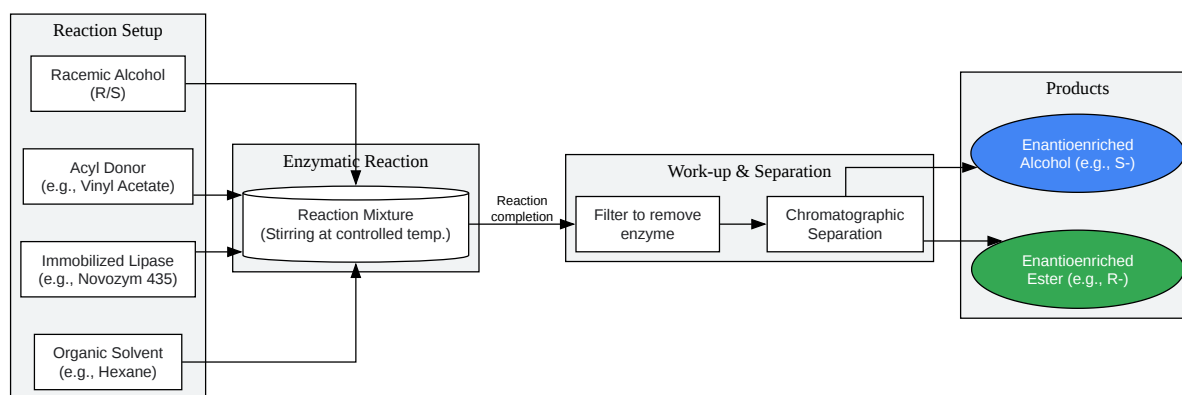 Reaction Setup
Racemic Alcohol
(R/S)
Acyl Donor
(e.g., Vinyl Acetate)
Immobilized Lipase
(e.g., Novozym 435)
Organic Solvent
(e.g., Hexane)
Enzymatic Reaction
Reaction Mixture
(Stirring at controlled temp.)
Reaction
completion
Work-up & Separation
Filter to remove
enzyme
Chromatographic
Separation
Products
Enantioenriched
Alcohol (e.g., S-)
Enantioenriched
Ester (e.g., R-)